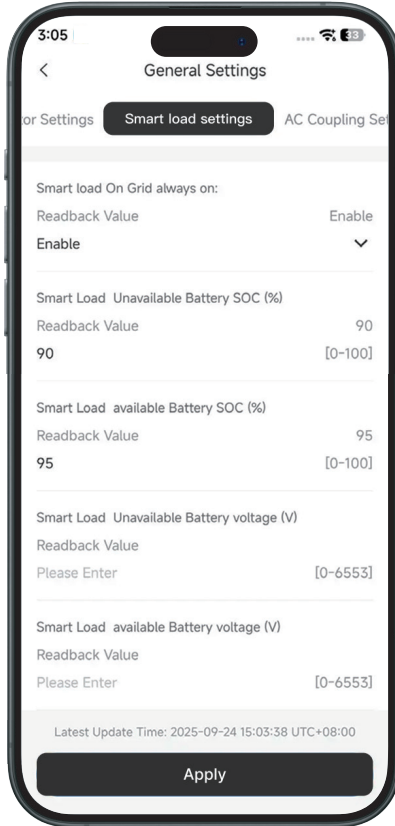 3:05
33
General Settings
or Settings
Smart load settings
AC Coupling Set
Smart load On Grid always on:
Readback Value Enable
Enable
Smart Load Unavailable Battery SOC (%)
Readback Value 90
90 [0-100]
Smart Load available Battery SOC (%)
Readback Value 95
95 [0-100]
Smart Load Unavailable Battery voltage (V)
Readback Value
Please Enter [0-6553]
Smart Load available Battery voltage (V)
Readback Value
Please Enter [0-6553]
Latest Update Time: 2025-09-24 15:03:38 UTC+08:00
Apply